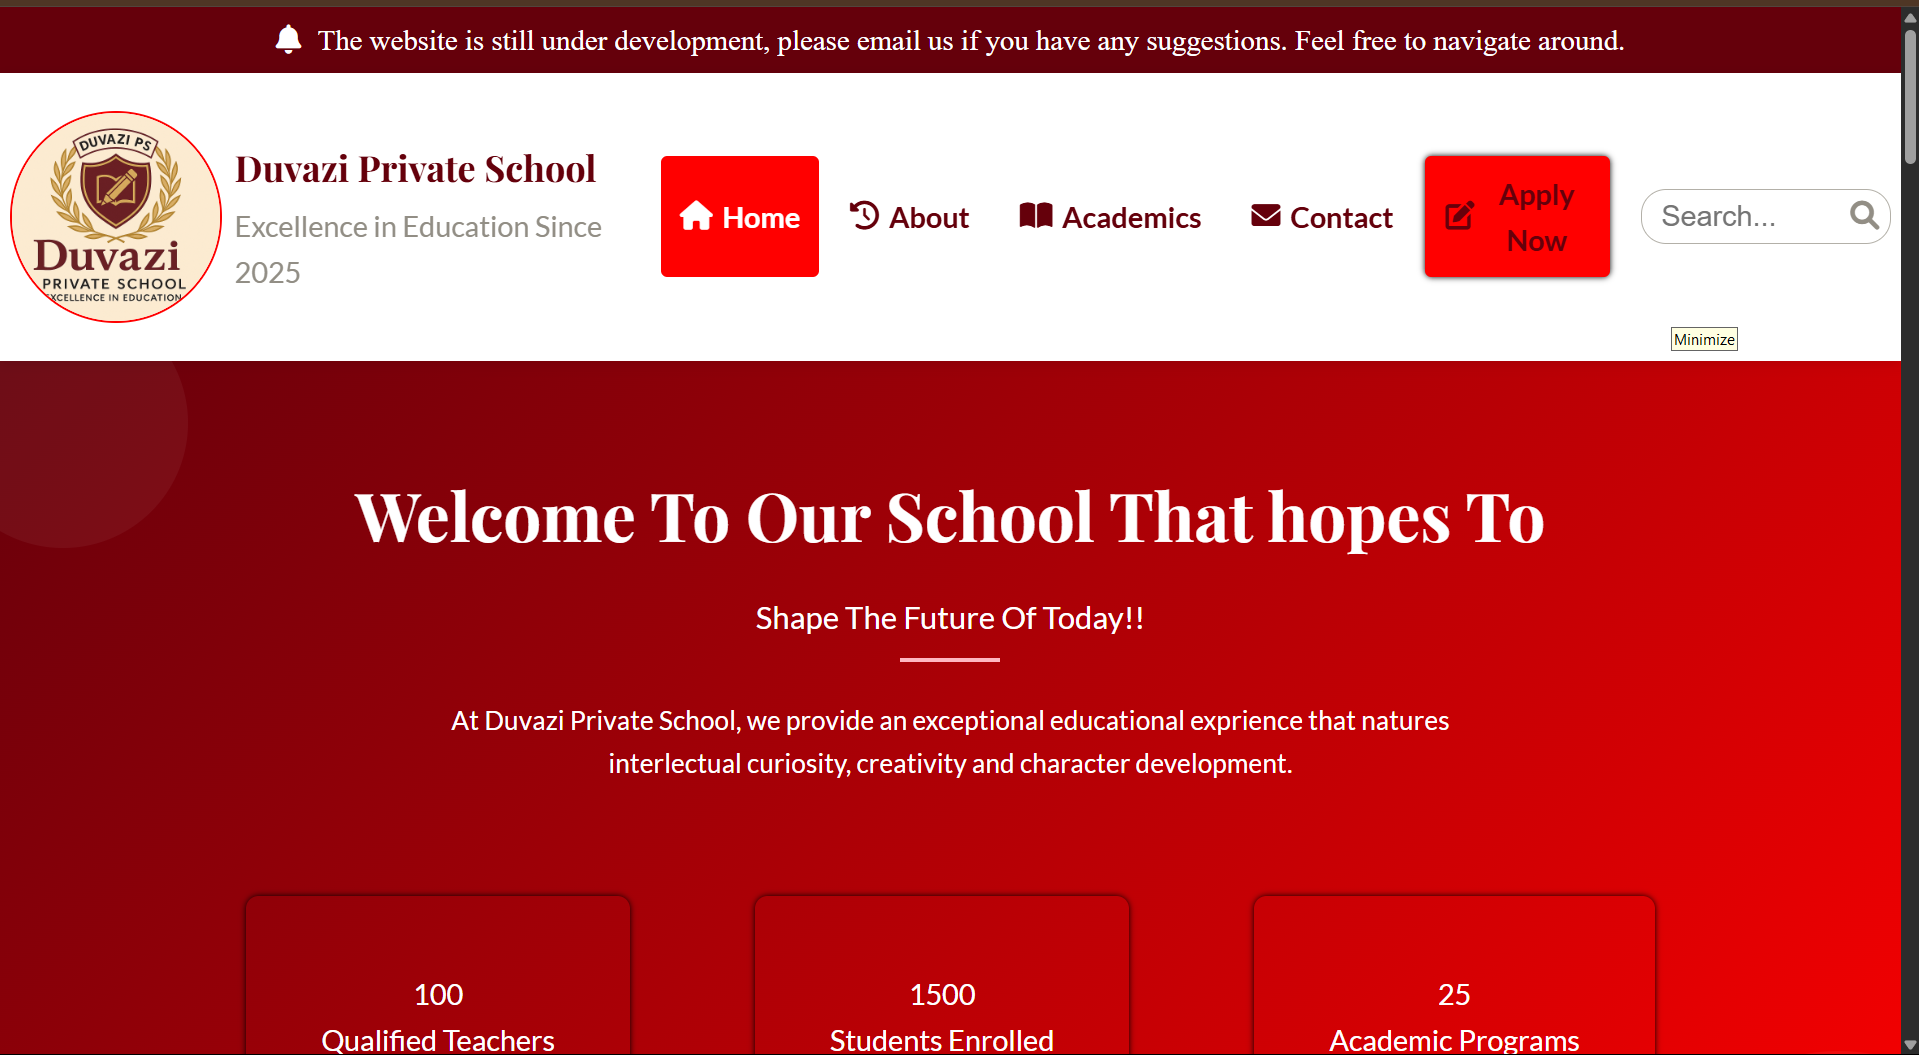 The website is still under development, please email us if you have any suggestions. Feel free to navigate around.
DUVAZI PS
Duvazi
PRIVATE SCHOOL
EXCELLENCE IN EDUCATION
Duvazi Private School
Excellence in Education Since
2025
Home
About
Academics
Contact
Apply
Now
Search...
Minimize
Welcome To Our School That hopes To
Shape The Future Of Today!!
At Duvazi Private School, we provide an exceptional educational exprience that natures
interlectual curiosity, creativity and character development.
100
Qualified Teachers
1500
Students Enrolled
25
Academic Programs